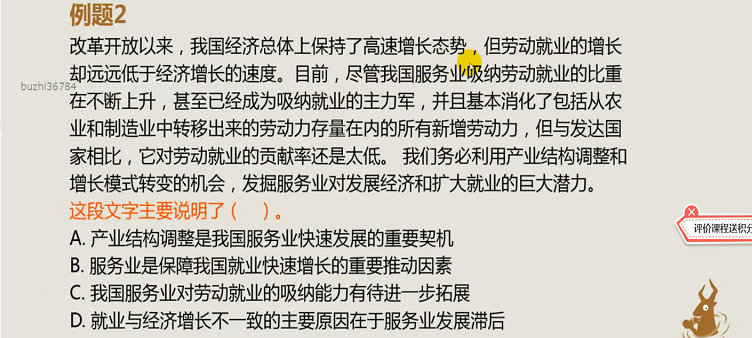 例题2
改革开放以来，我国经济总体上保持了高速增长态势，但劳动就业的增长
却远远低于经济增长的速度。目前，尽管我国服务业吸纳劳动就业的比重
buzhi36784
在不断上升，甚至已经成为吸纳就业的主力军，并且基本消化了包括从农
业和制造业中转移出来的劳动力存量在内的所有新增劳动力，但与发达国
家相比，它对劳动就业的贡献率还是太低。 我们务必利用产业结构调整和
增长模式转变的机会，发掘服务业对发展经济和扩大就业的巨大潜力。
这段文字主要说明了（ ）。
评价课程送积分
A. 产业结构调整是我国服务业快速发展的重要契机
B. 服务业是保障我国就业快速增长的重要推动因素
C. 我国服务业对劳动就业的吸纳能力有待进一步拓展
D. 就业与经济增长不一致的主要原因在于服务业发展滞后